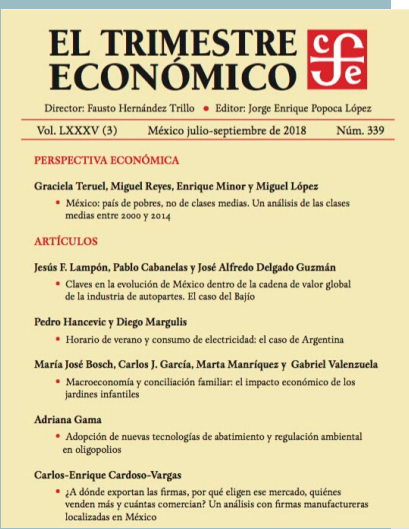 EL TRIMESTRE
ECONÓMICO
cfe
Director: Fausto Hernández Trillo • Editor: Jorge Enrique Popoca López
Vol. LXXXV (3) México julio-septiembre de 2018 Núm. 339
PERSPECTIVA ECONÓMICA
Graciela Teruel, Miguel Reyes, Enrique Minor y Miguel López
• México: país de pobres, no de clases medias. Un análisis de las clases
medias entre 2000 y 2014
ARTÍCULOS
Jesús F. Lampón, Pablo Cabanelas y José Alfredo Delgado Guzmán
• Claves en la evolución de México dentro de la cadena de valor global
de la industria de autopartes. El caso del Bajío
Pedro Hancevic y Diego Margulis
• Horario de verano y consumo de electricidad: el caso de Argentina
María José Bosch, Carlos J. García, Marta Manríquez y Gabriel Valenzuela
• Macroeconomía y conciliación familiar: el impacto económico de los
jardines infantiles
Adriana Gama
• Adopción de nuevas tecnologías de abatimiento y regulación ambiental
en oligopolios
Carlos-Enrique Cardoso-Vargas
• ¿A dónde exportan las firmas, por qué eligen ese mercado, quiénes
venden más y cuántas comercian? Un análisis con firmas manufactureras
localizadas en México